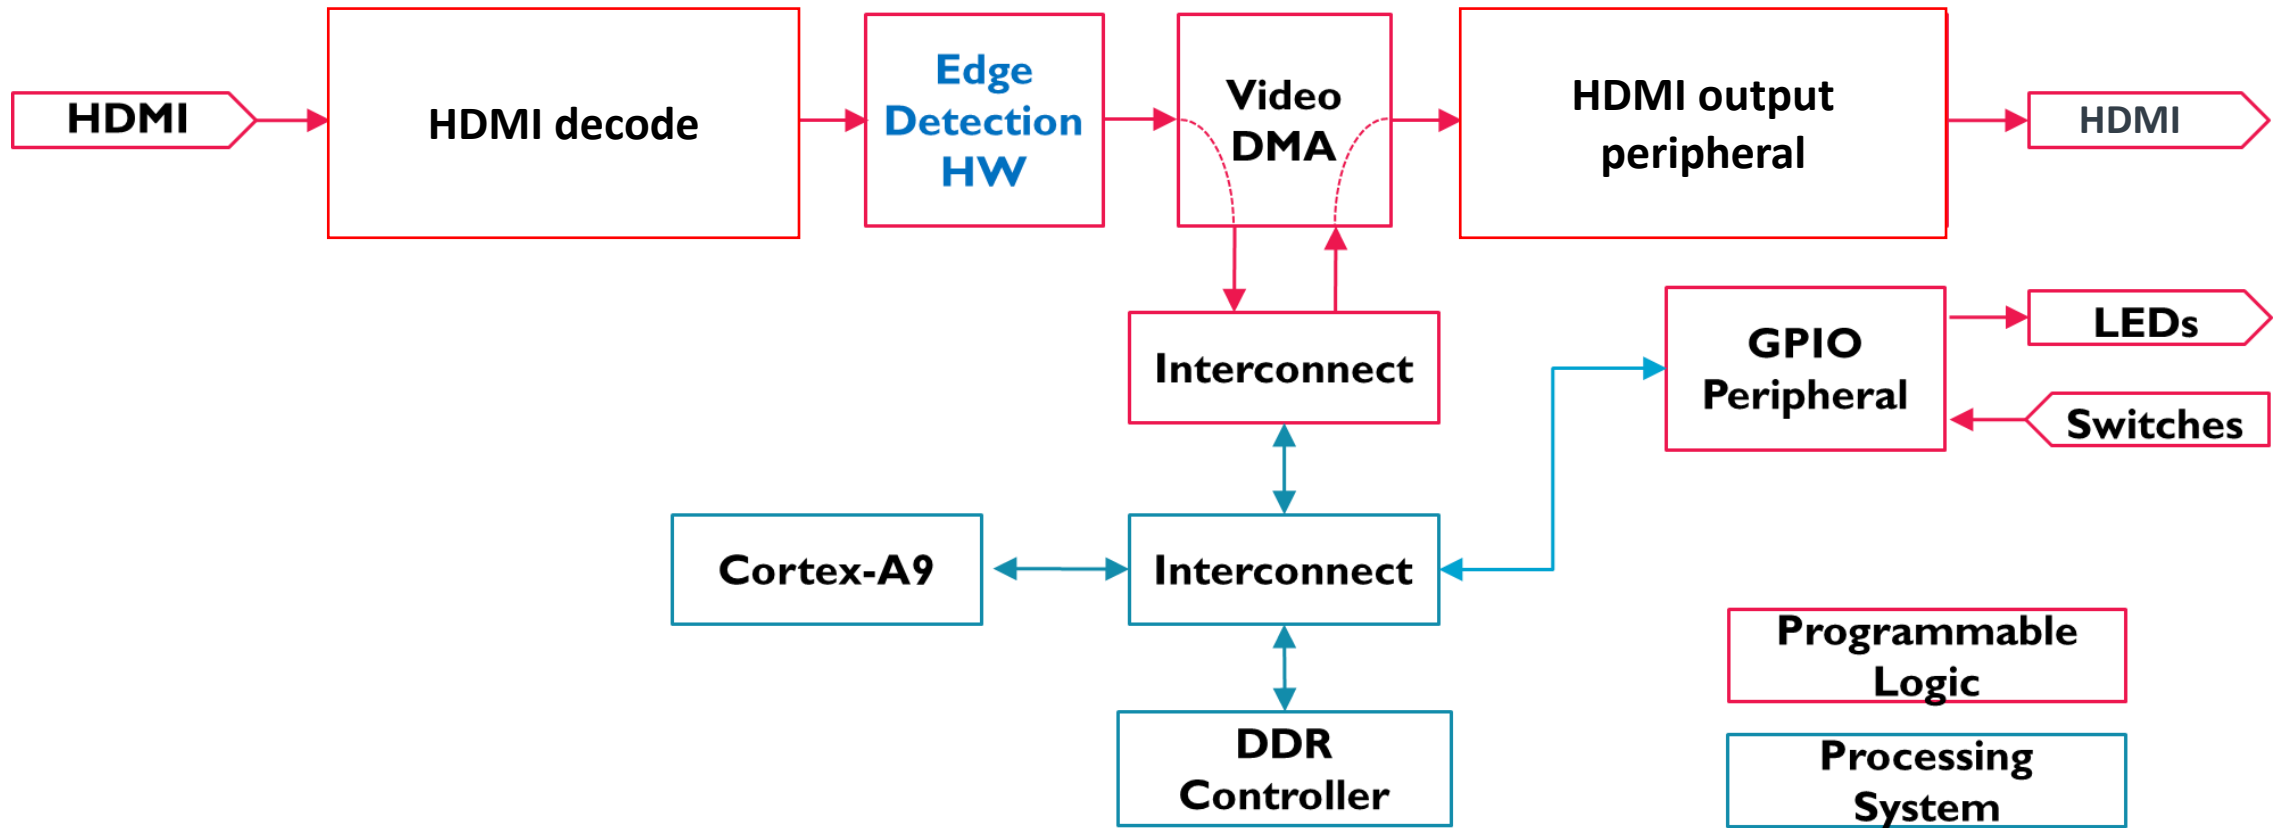 HDMI
HDMI decode
Edge
Detection
HW
Video
DMA
HDMI output
peripheral
HDMI
Interconnect
GPIO
Peripheral
LEDs
Switches
Cortex-A9
Interconnect
DDR
Controller
Programmable
Logic
Processing
System